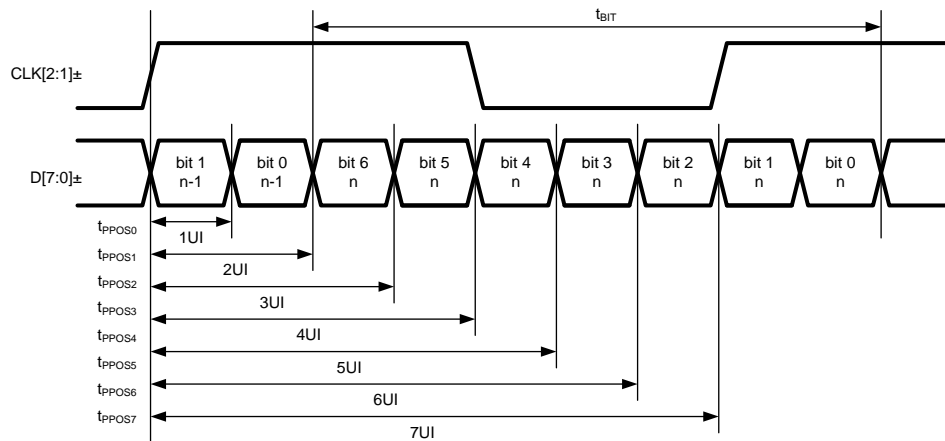 tBIT
CLK[2:1]±
D[7:0]±
bit 1 n-1
bit 0 n-1
bit 6 n
bit 5 n
bit 4 n
bit 3 n
bit 2 n
bit 1 n
bit 0 n
tPPOS0
1UI
tPPOS1
2UI
tPPOS2
3UI
tPPOS3
4UI
tPPOS4
5UI
tPPOS5
6UI
tPPOS6
7UI
tPPOS7